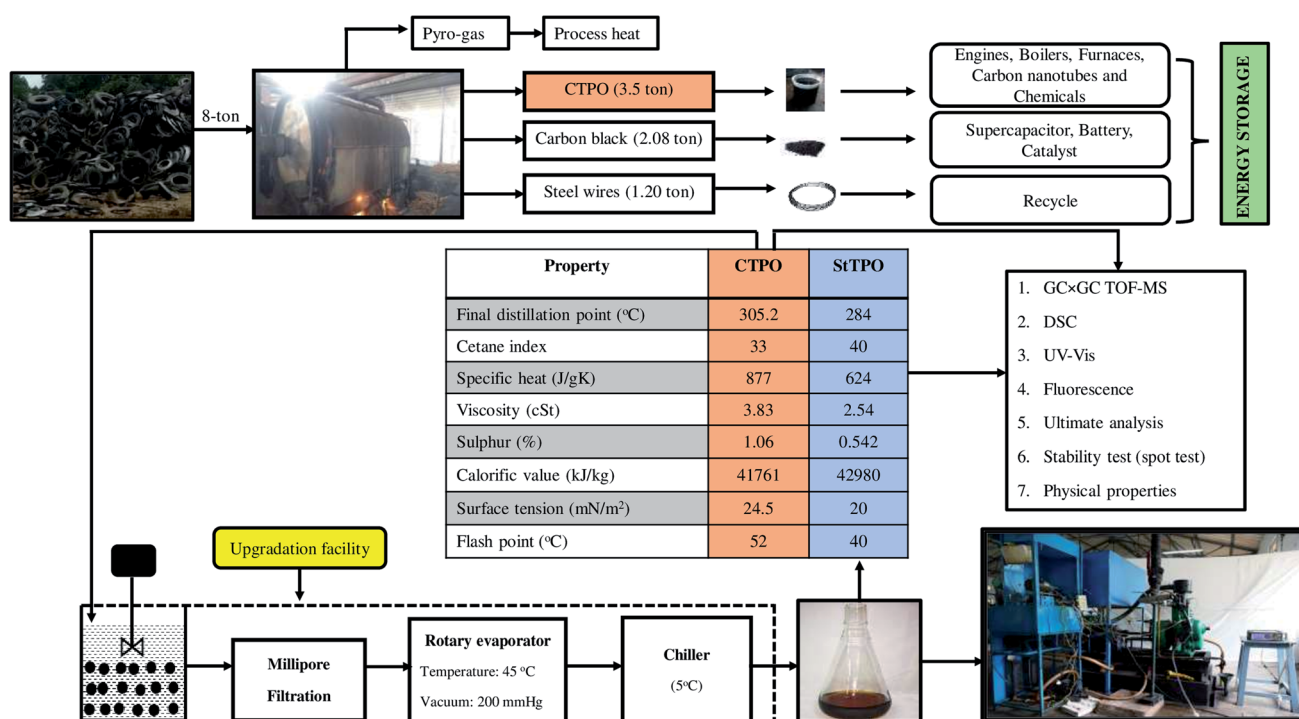 Pyro-gas
Process heat
8-ton
CTPO (3.5 ton)
Carbon black (2.08 ton)
Steel wires (1.20 ton)
Engines, Boilers, Furnaces,
Carbon nanotubes and
Chemicals
Supercapacitor, Battery,
Catalyst
Recycle
ENERGY STORAGE
Property CTPO StTPO
Final distillation point (°C) 305.2 284
Cetane index 33 40
Specific heat (J/gK) 877 624
Viscosity (cSt) 3.83 2.54
Sulphur (%) 1.06 0.542
Calorific value (kJ/kg) 41761 42980
Surface tension (mN/m²) 24.5 20
Flash point (°C) 52 40
1. GC×GC TOF-MS
2. DSC
3. UV-Vis
4. Fluorescence
5. Ultimate analysis
6. Stability test (spot test)
7. Physical properties
Upgradation facility
Millipore
Filtration
Rotary evaporator
Temperature: 45 °C
Vacuum: 200 mmHg
Chiller
(5°C)